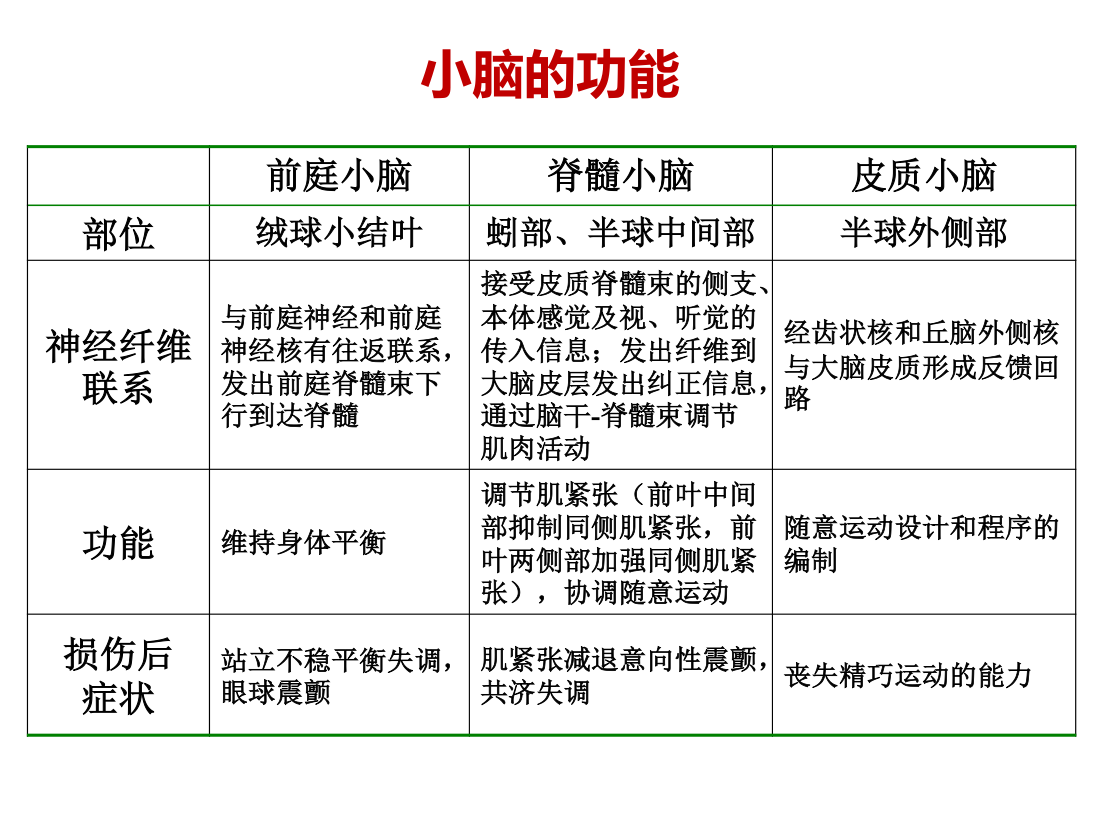 小脑的功能
前庭小脑
脊髓小脑
皮质小脑
部位
绒球小结叶
蚓部、半球中间部
半球外侧部
神经纤维
联系
与前庭神经和前庭
神经核有往返联系，
发出前庭脊髓束下
行到达脊髓
接受皮质脊髓束的侧支、
本体感觉及视、听觉的
传入信息；发出纤维到
大脑皮层发出纠正信息，
通过脑干-脊髓束调节
肌肉活动
经齿状核和丘脑外侧核
与大脑皮质形成反馈回
路
功能
维持身体平衡
调节肌紧张（前叶中间
部抑制同侧肌紧张，前
叶两侧部加强同侧肌紧
张），协调随意运动
随意运动设计和程序的
编制
损伤后
症状
站立不稳平衡失调，
眼球震颤
肌紧张减退意向性震颤，
共济失调
丧失精巧运动的能力